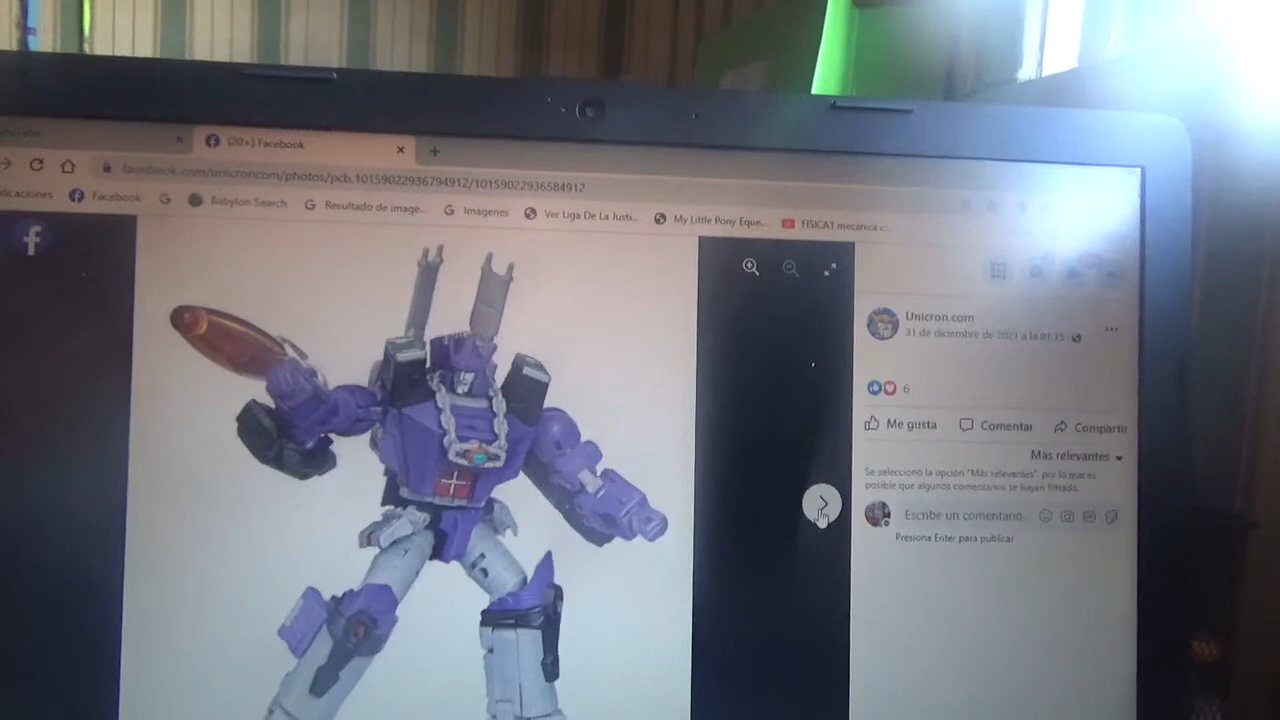 (20+) Facebook
facebook.com/unicroncom/photos/pcb.10159022936794912/10159022936584912
Facebook
Babylon Search
Resultado de image...
Imágenes
Ver Liga De La Justi...
My Little Pony Eque...
FISICA1 mecanica c...
Unicron.com
31 de diciembre de 2021 a la 01:15
6
Me gusta
Comentar
Compartir
Más relevantes
Se seleccionó la opción "Más relevantes", por lo que es
posible que algunos comentarios se hayan filtrado.
Escribe un comentario...
Presiona Enter para publicar